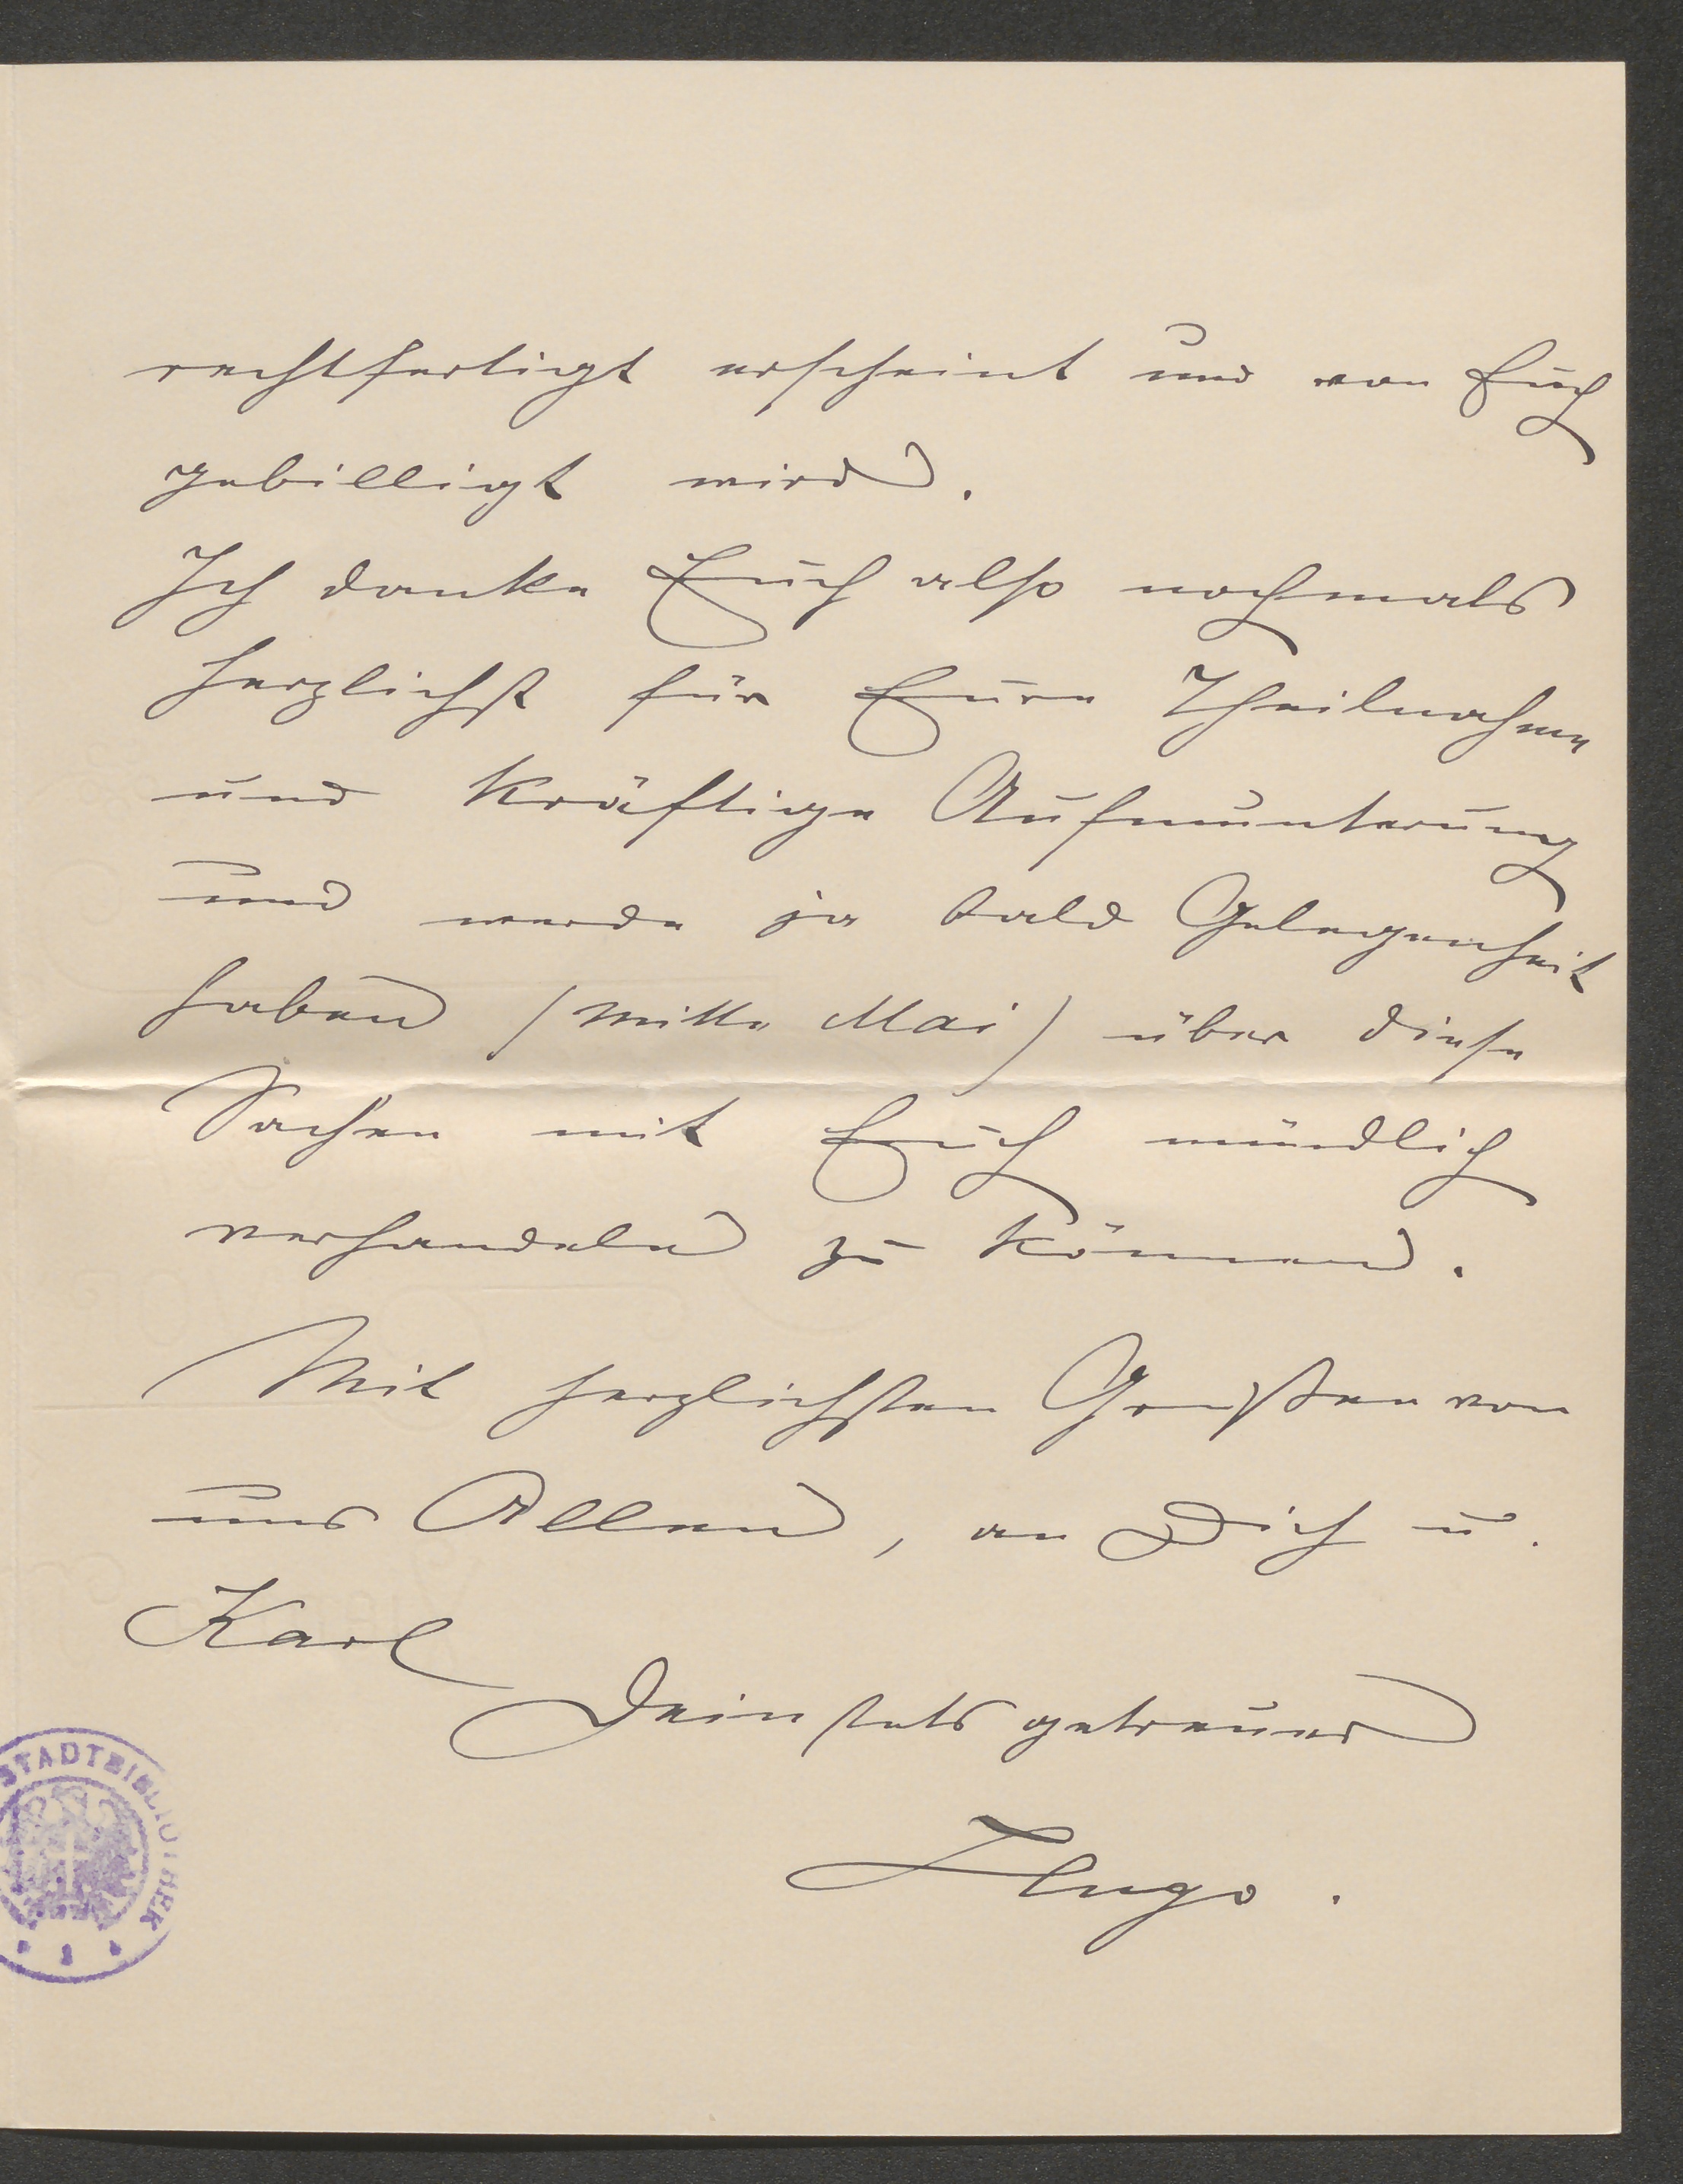 rechtfertigt erscheint und von Euch
gebilligt wird.
Ich danke Euch also nochmals
herzlichst für Eure Theilnahme
und kräftige Aufmunterung
und werde ja bald Gelegenheit
haben (Mitte Mai) über diese
Sachen mit Euch mündlich
verhandeln zu können.
Mit herzlichsten Grüßen von
uns Allen, an Dich u.
Karl
Dein stets getreuer
Hugo.
STADTBIBLIOTHEK